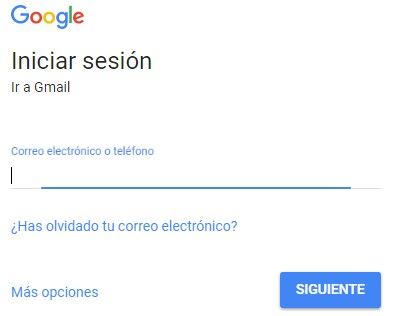 Google
Iniciar sesión
Ir a Gmail
Correo electrónico o teléfono
¿Has olvidado tu correo electrónico?
Más opciones
SIGUIENTE